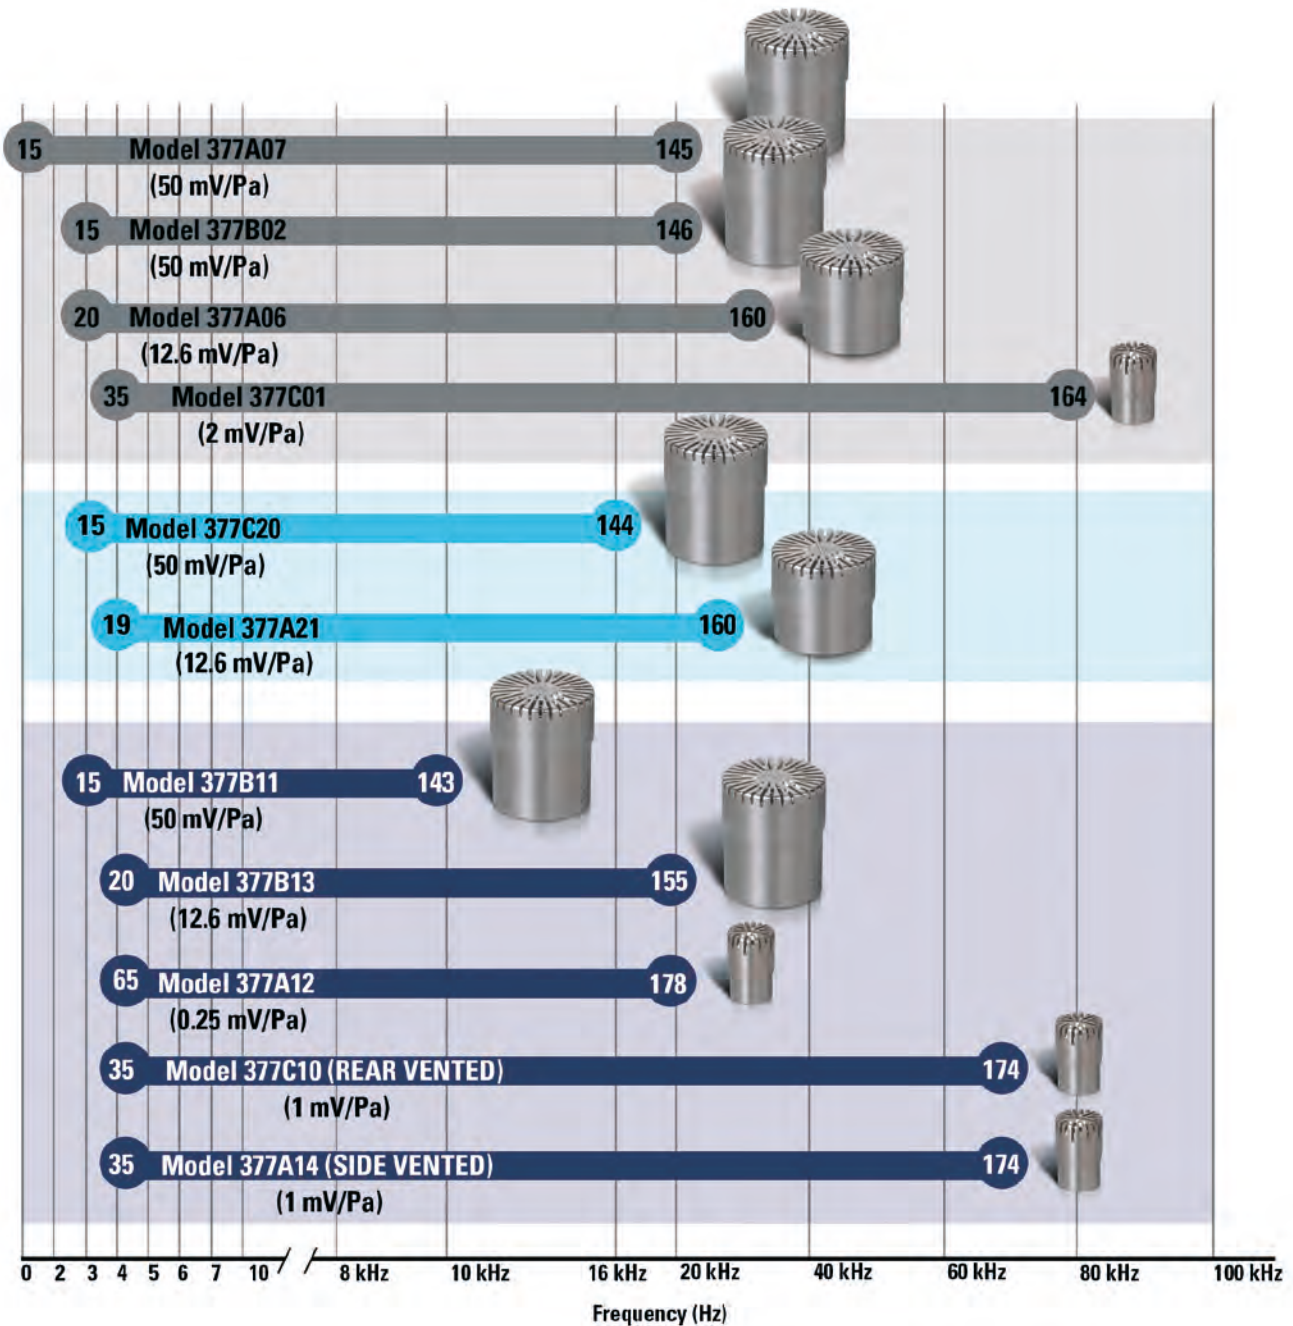 15 Model 377A07 145
(50 mV/Pa)
15 Model 377B02 146
(50 mV/Pa)
20 Model 377A06 160
(12.6 mV/Pa)
35 Model 377C01 164
(2 mV/Pa)
15 Model 377C20 144
(50 mV/Pa)
19 Model 377A21 160
(12.6 mV/Pa)
15 Model 377B11 143
(50 mV/Pa)
20 Model 377B13 155
(12.6 mV/Pa)
65 Model 377A12 178
(0.25 mV/Pa)
35 Model 377C10 (REAR VENTED) 174
(1 mV/Pa)
35 Model 377A14 (SIDE VENTED) 174
(1 mV/Pa)
0 2 3 4 5 6 7 10 8 kHz 10 kHz 16 kHz 20 kHz 40 kHz 60 kHz 80 kHz 100 kHz
Frequency (Hz)